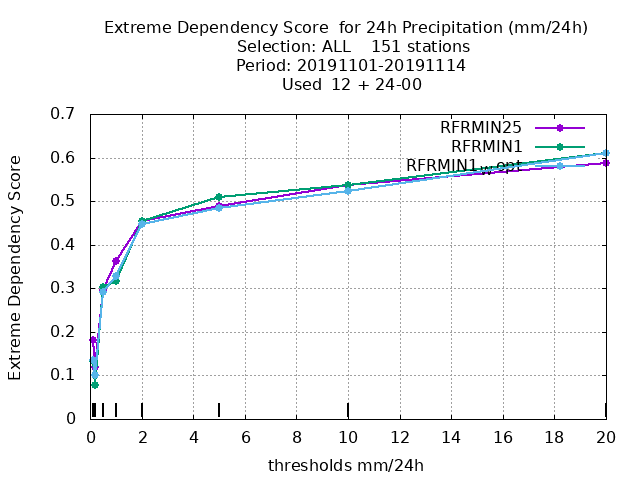 Extreme Dependency Score  for 24h Precipitation (mm/24h)
Selection: ALL    151 stations
Period: 20191101-20191114
Used  12 + 24-00
RFRMIN25
RFRMIN1
RFRMIN1_opt
Extreme Dependency Score
0.7
0.6
0.5
0.4
0.3
0.2
0.1
0
0 2 4 6 8 10 12 14 16 18 20
thresholds mm/24h